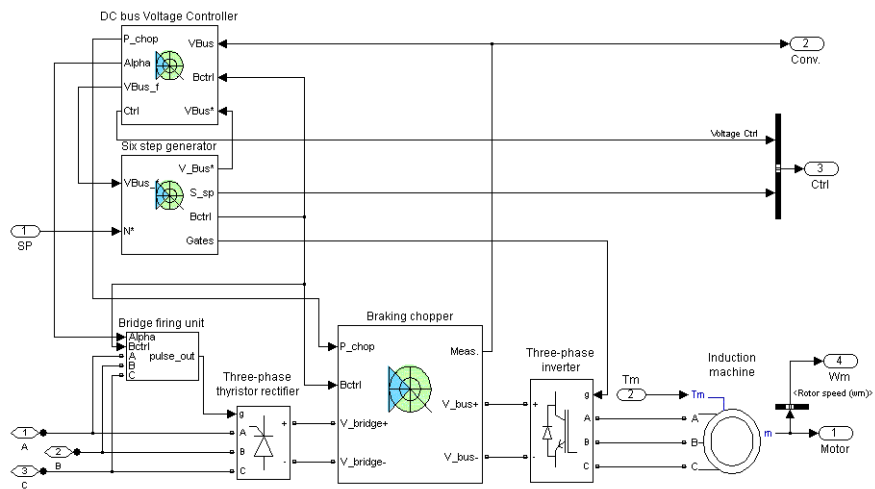 DC bus Voltage Controller
P_chop
Alpha
VBus_f
Ctrl
VBus
Bctrl
VBus*
2
Conv.
Voltage Ctrl
3
Ctrl
Six step generator
VBus_f
N*
V_Bus*
S_sp
Bctrl
Gates
1
SP
Bridge firing unit
Alpha
Bctrl
A
B
C
pulse_out
Three-phase
thyristor rectifier
g
A
B
C
+
-
1
A
2
B
3
C
Braking chopper
P_chop
Bctrl
V_bridge+
V_bridge-
Meas.
V_bus+
V_bus-
Three-phase
inverter
+
-
g
A
B
C
Tm
2
Induction
machine
Tm
A
B
C
m
4
Wm
<Rotor speed (wm)>
1
Motor